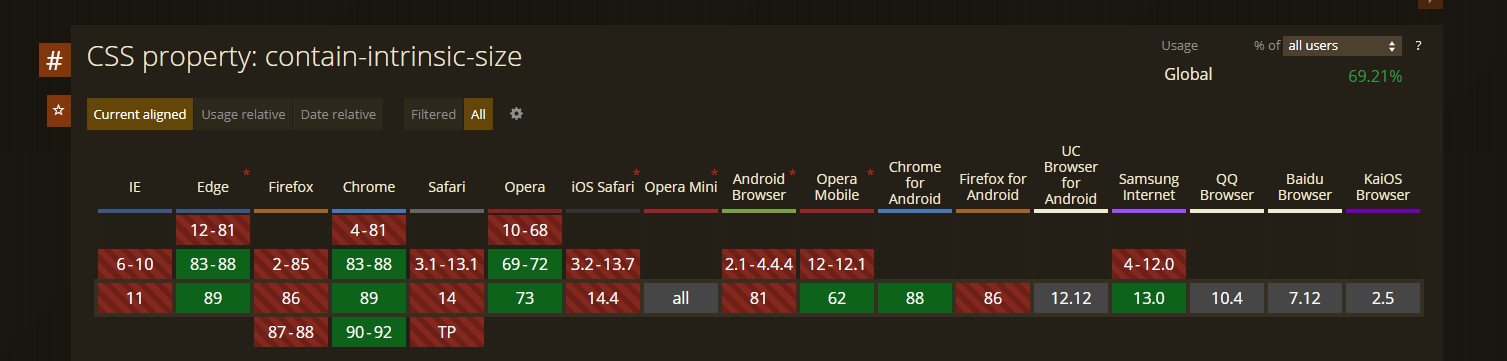 # CSS property: contain-intrinsic-size
Usage % of all users ?
Global 69.21%
Current aligned Usage relative Date relative Filtered All
IE Edge * Firefox Chrome Safari Opera iOS Safari * Opera Mini * Android Browser * Opera Mobile * Chrome for Android Firefox for Android UC Browser for Android Samsung Internet QQ Browser Baidu Browser KaiOS Browser
12-81 4-81 10-68
6-10 83-88 2-85 83-88 3.1-13.1 69-72 3.2-13.7 2.1-4.4.4 12-12.1 4-12.0
11 89 86 89 14 73 14.4 all 81 62 88 86 12.12 13.0 10.4 7.12 2.5
87-88 90-92 TP